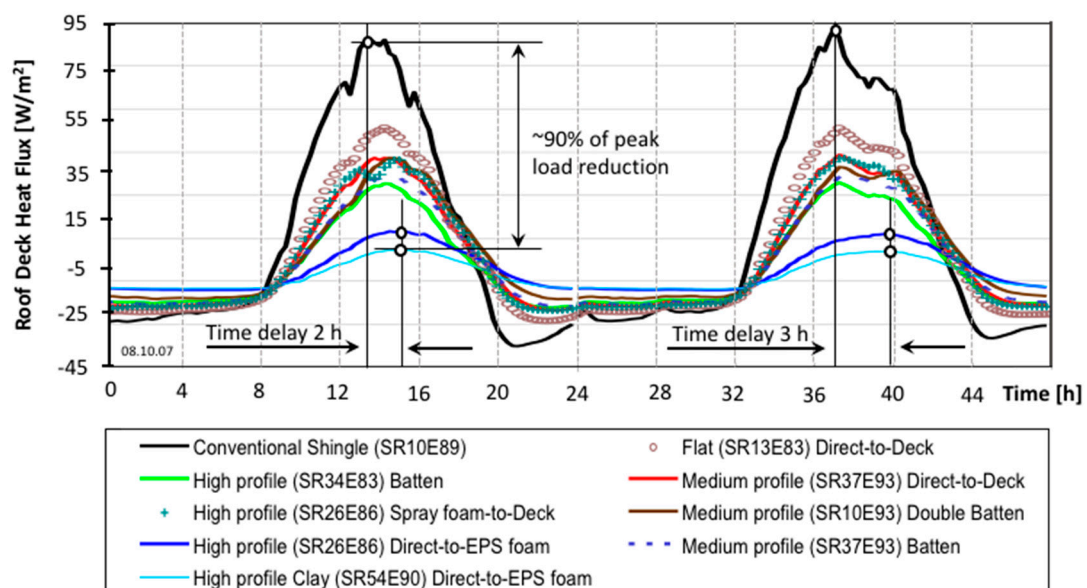 Roof Deck Heat Flux [W/m²]
95
75
55
35
15
-5
-25
-45
~90% of peak
load reduction
Time delay 2 h
Time delay 3 h
08.10.07
0 4 8 12 16 20 24 28 32 36 40 44 Time [h]
Conventional Shingle (SR10E89)
Flat (SR13E83) Direct-to-Deck
High profile (SR34E83) Batten
Medium profile (SR37E93) Direct-to-Deck
High profile (SR26E86) Spray foam-to-Deck
Medium profile (SR10E93) Double Batten
High profile (SR26E86) Direct-to-EPS foam
Medium profile (SR37E93) Batten
High profile Clay (SR54E90) Direct-to-EPS foam